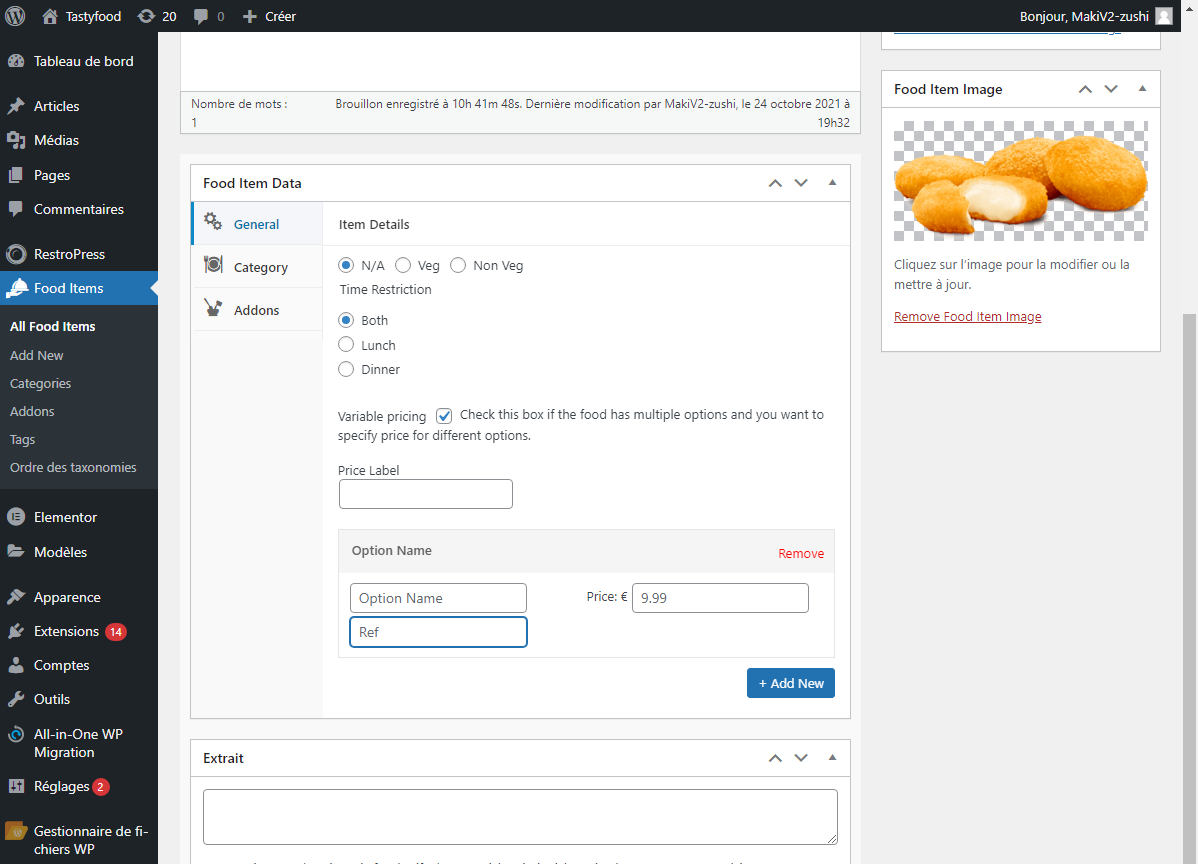 Tastyfood 20 0 Créer Bonjour, MakiV2-zushi
Tableau de bord
Articles
Médias
Pages
Commentaires
RestroPress
Food Items
All Food Items
Add New
Categories
Addons
Tags
Ordre des taxonomies
Elementor
Modèles
Apparence
Extensions 14
Comptes
Outils
All-in-One WP
Migration
Réglages 2
Gestionnaire de fi-
chiers WP
Nombre de mots :
1
Brouillon enregistré à 10h 41m 48s. Dernière modification par MakiV2-zushi, le 24 octobre 2021 à
19h32
Food Item Data
General
Category
Addons
Item Details
N/A Veg Non Veg
Time Restriction
Both
Lunch
Dinner
Variable pricing Check this box if the food has multiple options and you want to
specify price for different options.
Price Label
Option Name Remove
Option Name Price: € 9.99
Ref
+ Add New
Extrait
Food Item Image
Cliquez sur l'image pour la modifier ou la
mettre à jour.
Remove Food Item Image